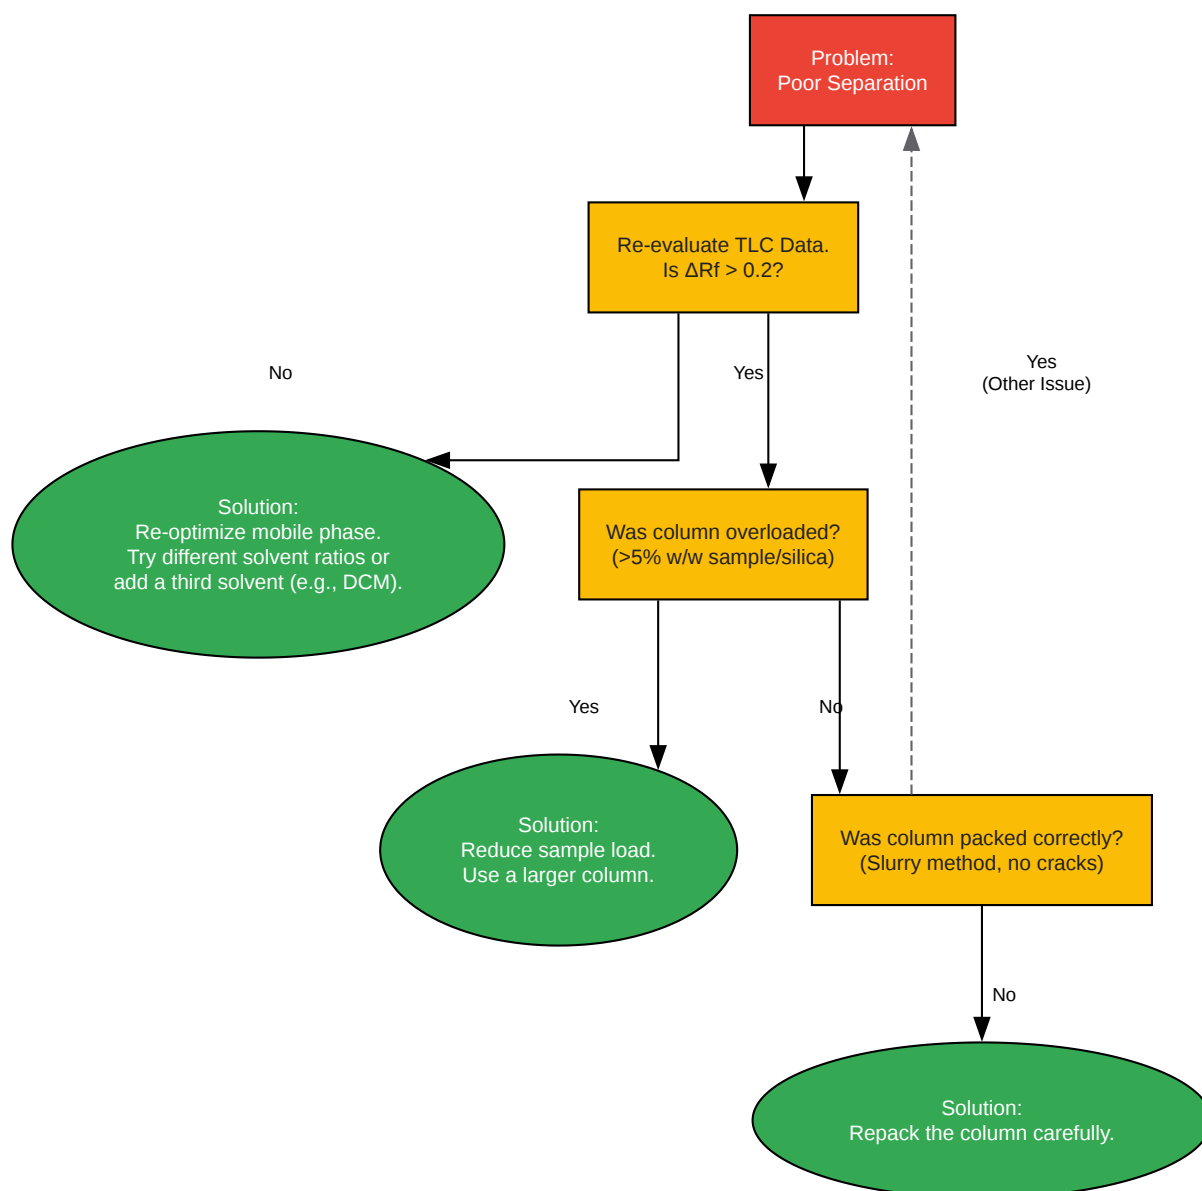 Problem:
Poor Separation
Re-evaluate TLC Data.
Is ΔRf > 0.2?
No
Yes
Yes
(Other Issue)
Solution:
Re-optimize mobile phase.
Try different solvent ratios or
add a third solvent (e.g., DCM).
Was column overloaded?
(>5% w/w sample/silica)
Yes
No
Solution:
Reduce sample load.
Use a larger column.
Was column packed correctly?
(Slurry method, no cracks)
No
Solution:
Repack the column carefully.